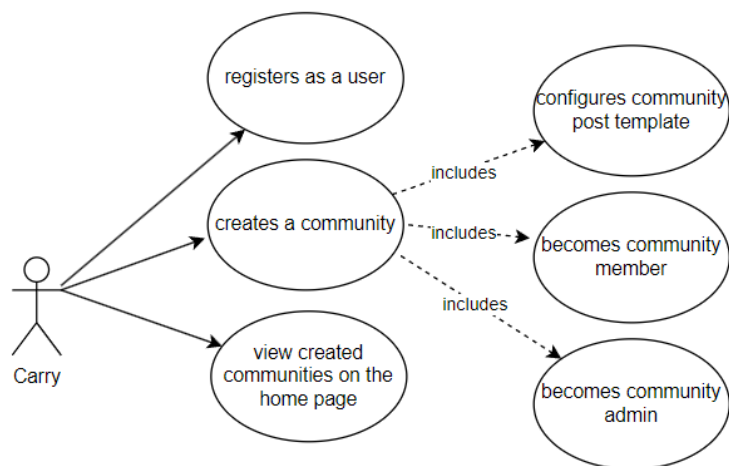 registers as a user
configures community
post template
includes
creates a community
includes
becomes community
member
includes
view created
communities on the
home page
Carry
becomes community
admin